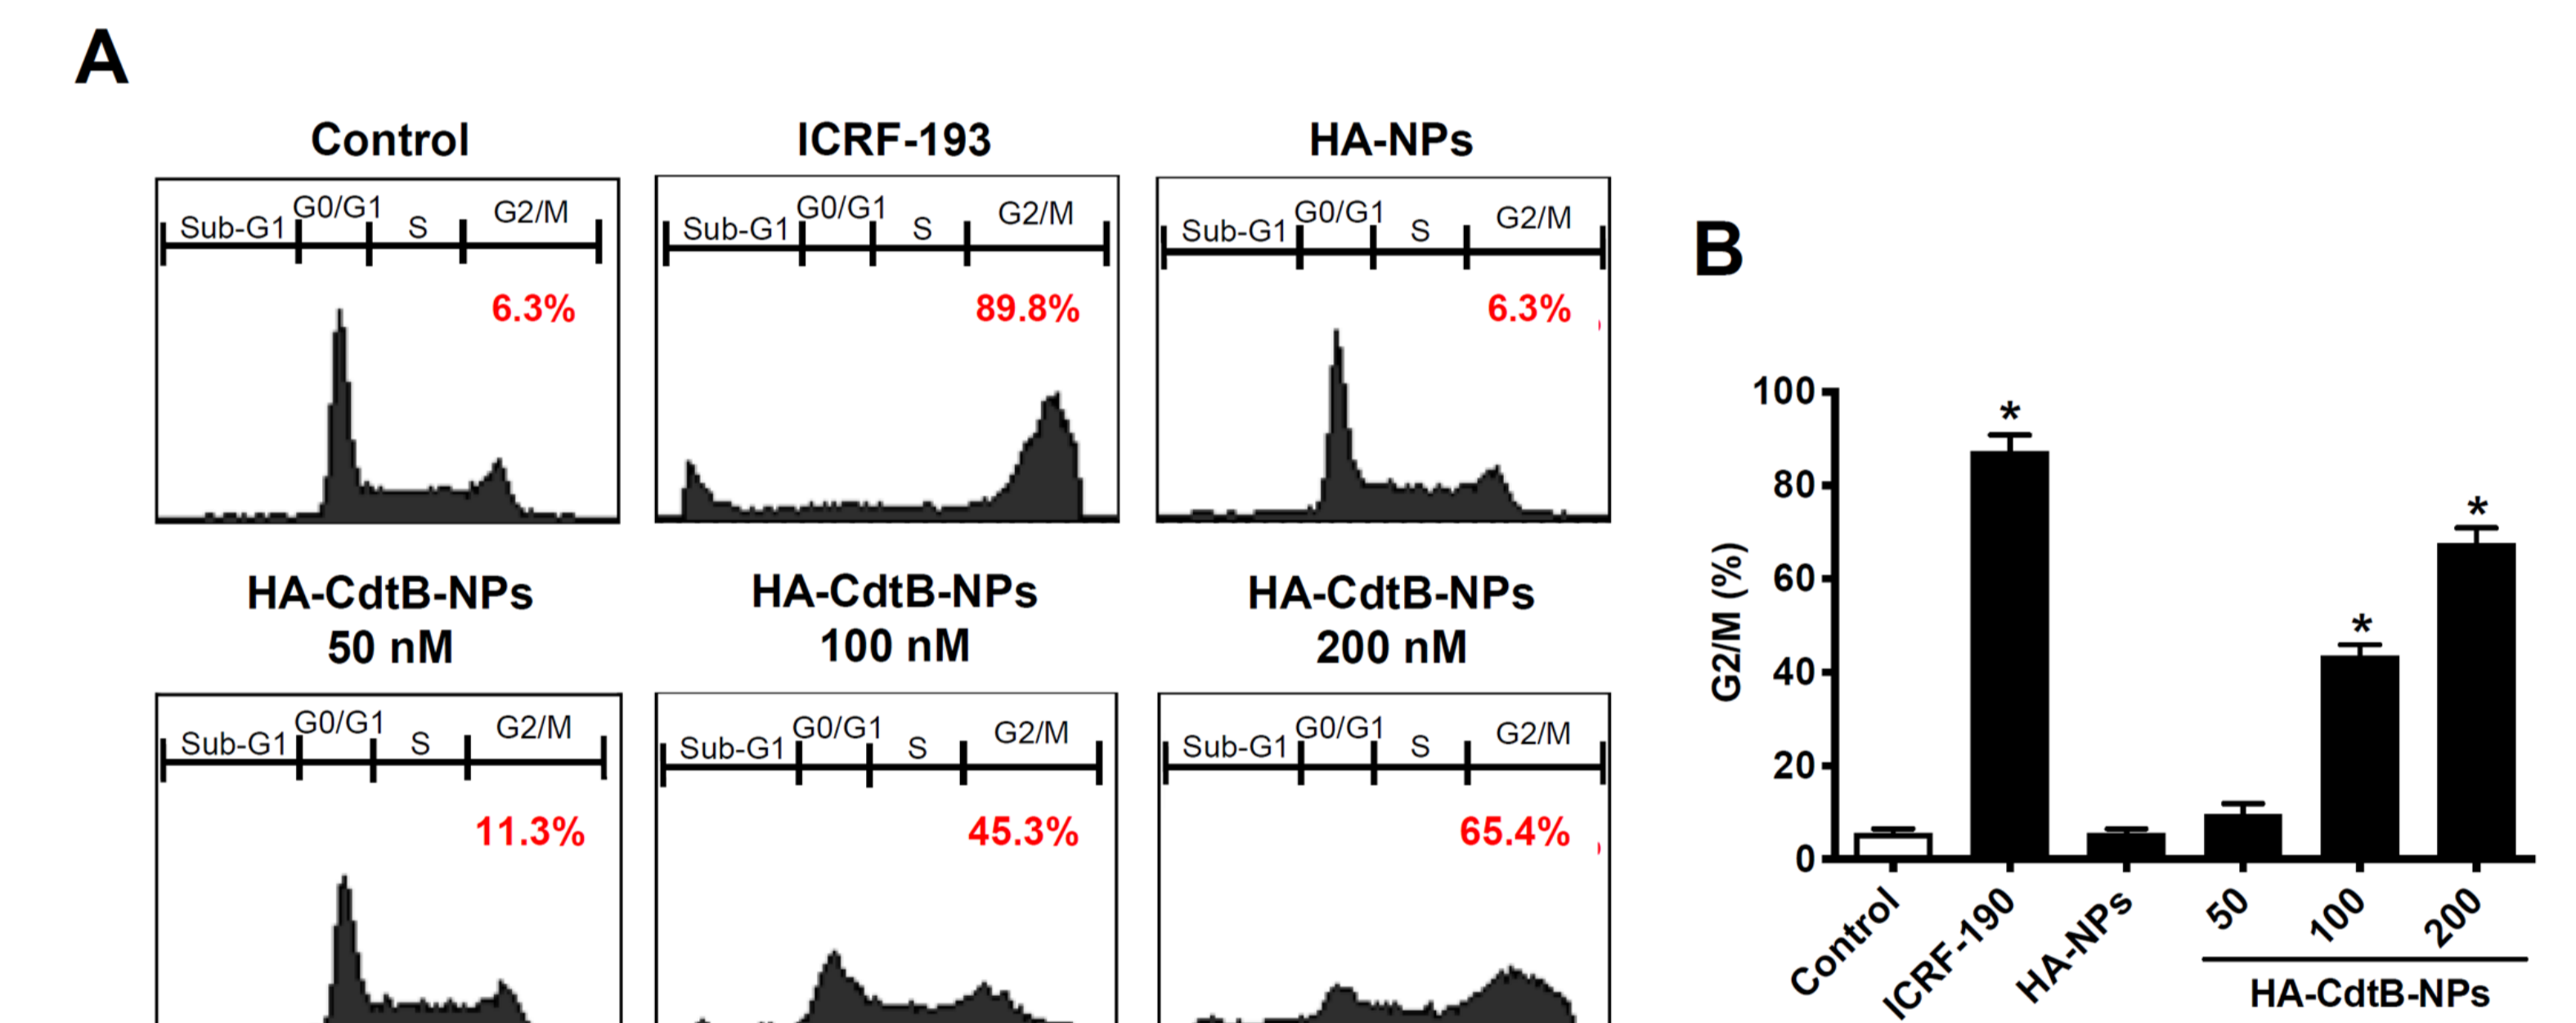 A
Control
ICRF-193
HA-NPs
Sub-G1 G0/G1 S G2/M
6.3%
Sub-G1 G0/G1 S G2/M
89.8%
Sub-G1 G0/G1 S G2/M
6.3%
HA-CdtB-NPs
50 nM
HA-CdtB-NPs
100 nM
HA-CdtB-NPs
200 nM
Sub-G1 G0/G1 S G2/M
11.3%
Sub-G1 G0/G1 S G2/M
45.3%
Sub-G1 G0/G1 S G2/M
65.4%
B
G2/M (%)
100
80
60
40
20
0
*
*
*
Control
ICRF-190
HA-NPs
50
100
200
HA-CdtB-NPs